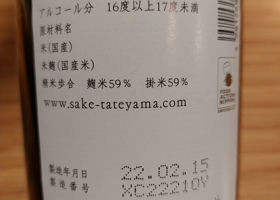 アルコール分 16度以上17度未満
原材料名
米(国産)
米麹(国産米)
精米歩合 麹米59% 掛米59%
www.sake-tateyama.com
製造年月日 22.02.15
製造番号 XC22210Y
FOOD
ACTION
NIPPON